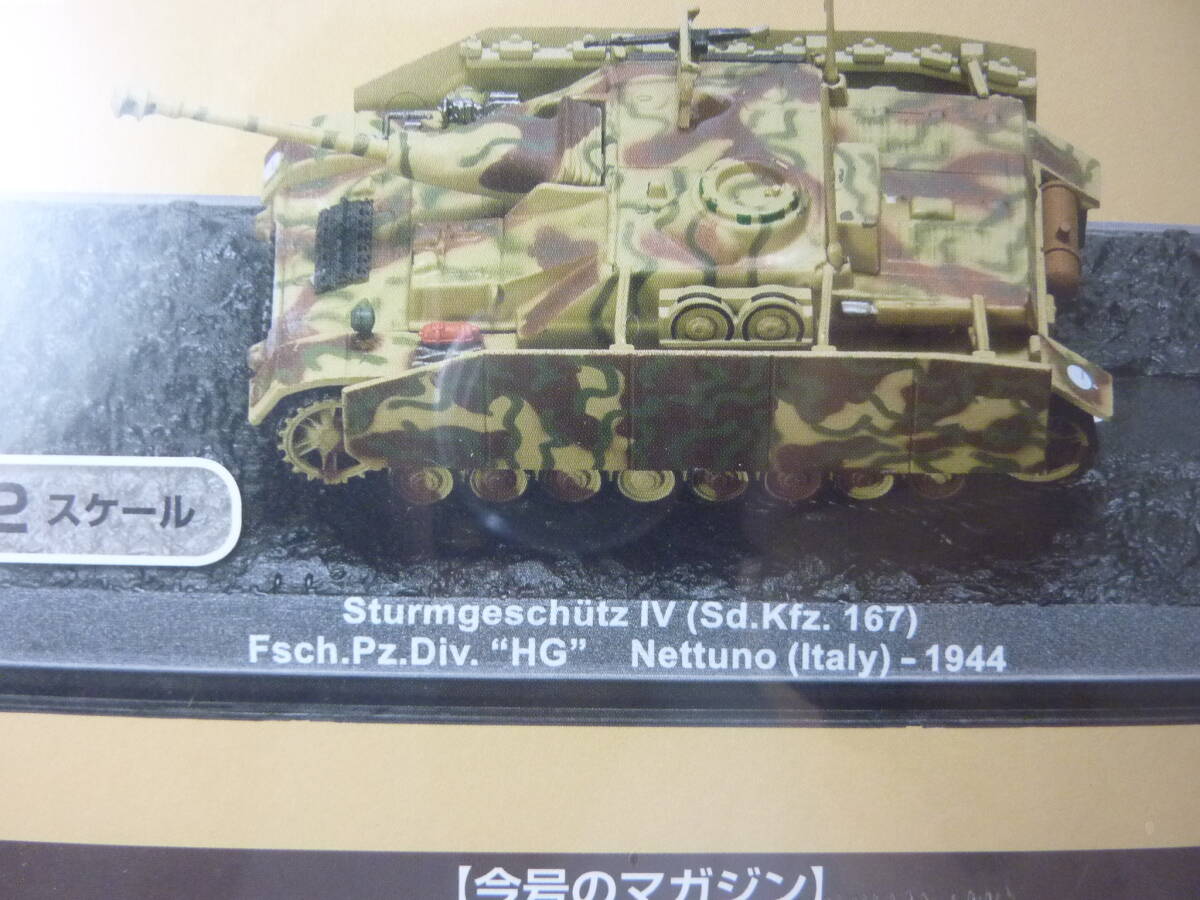 2 スケール
Sturmgeschütz IV (Sd.Kfz. 167)
Fsch.Pz.Div. “HG” Nettuno (Italy) - 1944
【今号のマガジン】